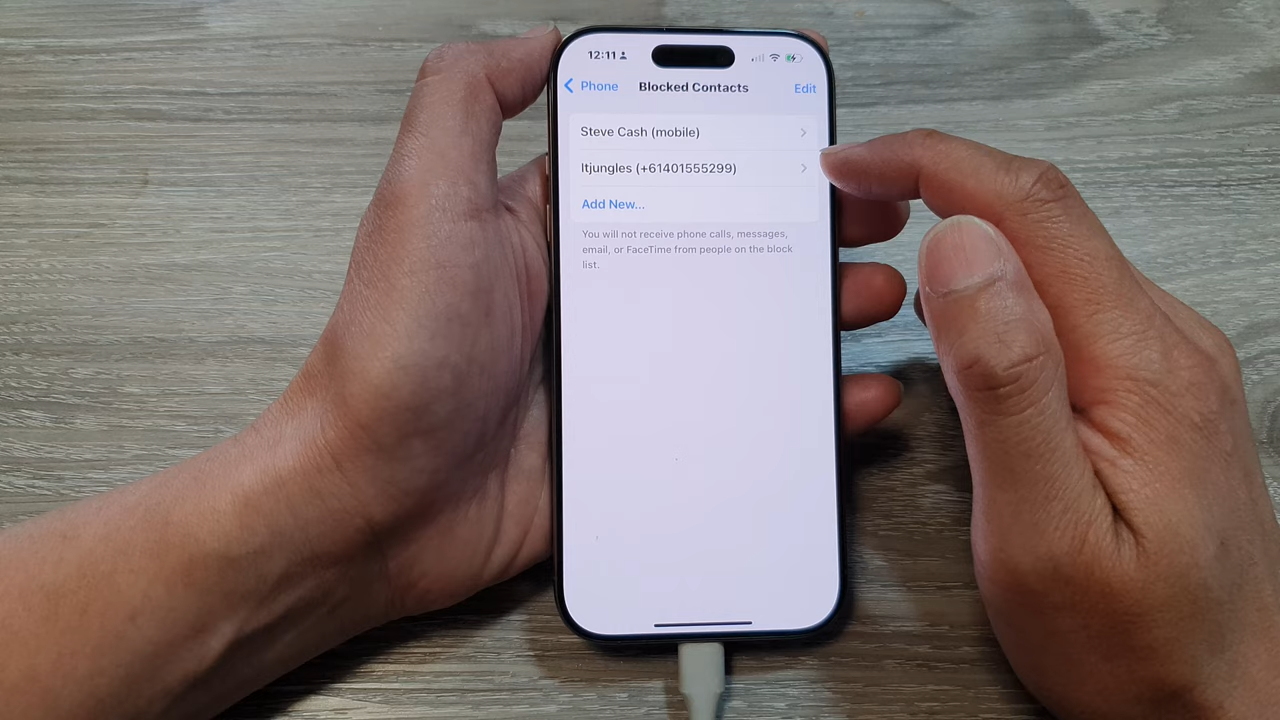 12:11
Phone
Blocked Contacts
Edit
Steve Cash (mobile)
Itjungles (+61401555299)
Add New...
You will not receive phone calls, messages,
email, or FaceTime from people on the block
list.